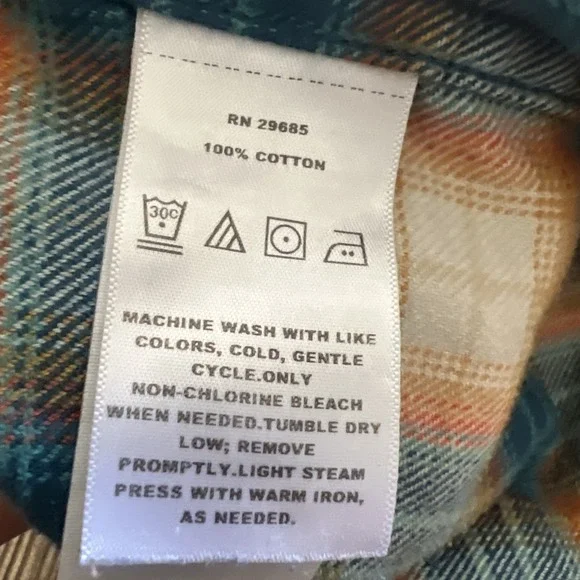 RN 29685
100% COTTON
30C
MACHINE WASH WITH LIKE
COLORS, COLD, GENTLE
CYCLE.ONLY
NON-CHLORINE BLEACH
WHEN NEEDED.TUMBLE DRY
LOW; REMOVE
PROMPTLY.LIGHT STEAM
PRESS WITH WARM IRON,
AS NEEDED.